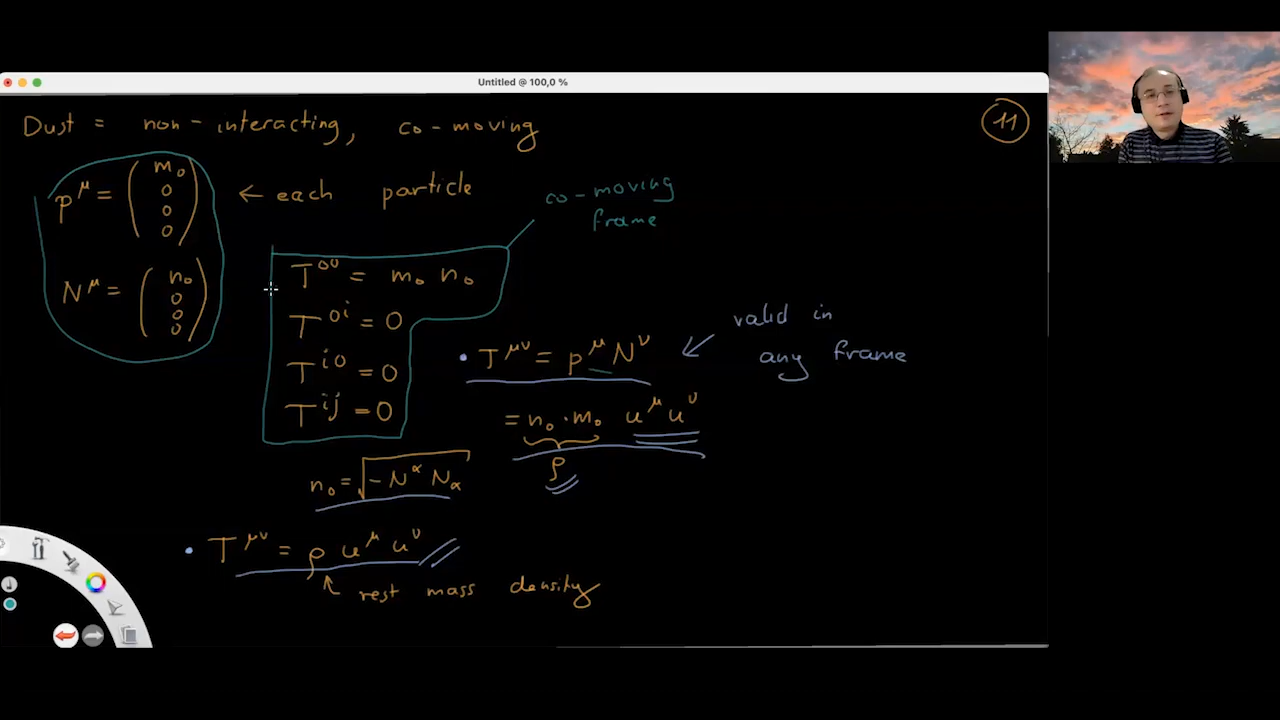 Untitled @ 100,0 %
Dust = non-interacting, co-moving
11
p^μ = (m₀ 0 0 0) ← each particle
co-moving
frame
N^μ = (n₀ 0 0 0)
T^{00} = m₀ n₀
T^{0i} = 0
T^{i0} = 0
T^{ij} = 0
• T^{μν} = p^μ N^ν
valid in
any frame
= n₀ · m₀ u^μ u^ν
ρ
n₀ = √(-N^α N_α)
• T^{μν} = ρ u^μ u^ν
rest mass density